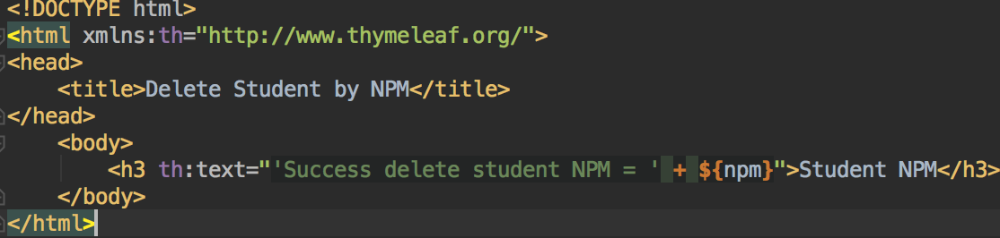 <!DOCTYPE html>
<html xmlns:th="http://www.thymeleaf.org/">
<head>
    <title>Delete Student by NPM</title>
</head>
    <body>
        <h3 th:text="'Success delete student NPM = ' + ${npm}">Student NPM</h3>
    </body>
</html>